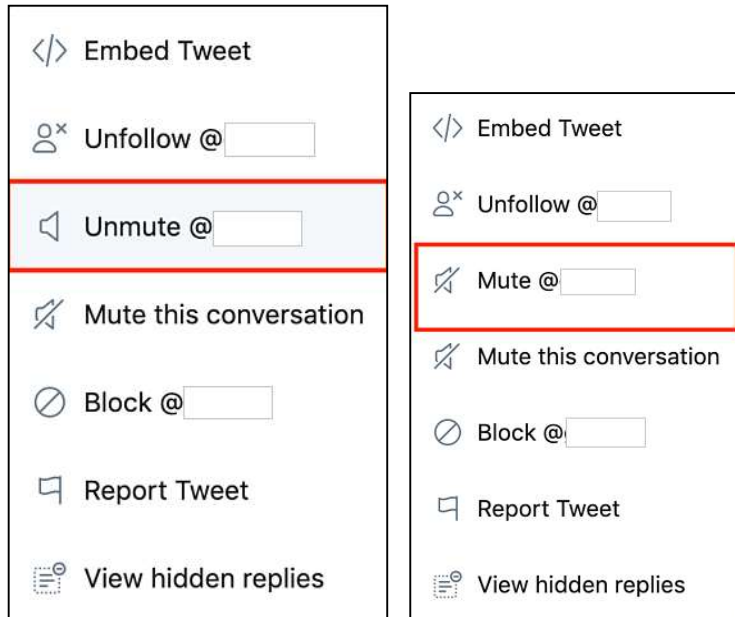 Embed Tweet
Unfollow @
Unmute @
Mute this conversation
Block @
Report Tweet
View hidden replies
Embed Tweet
Unfollow @
Mute @
Mute this conversation
Block @
Report Tweet
View hidden replies